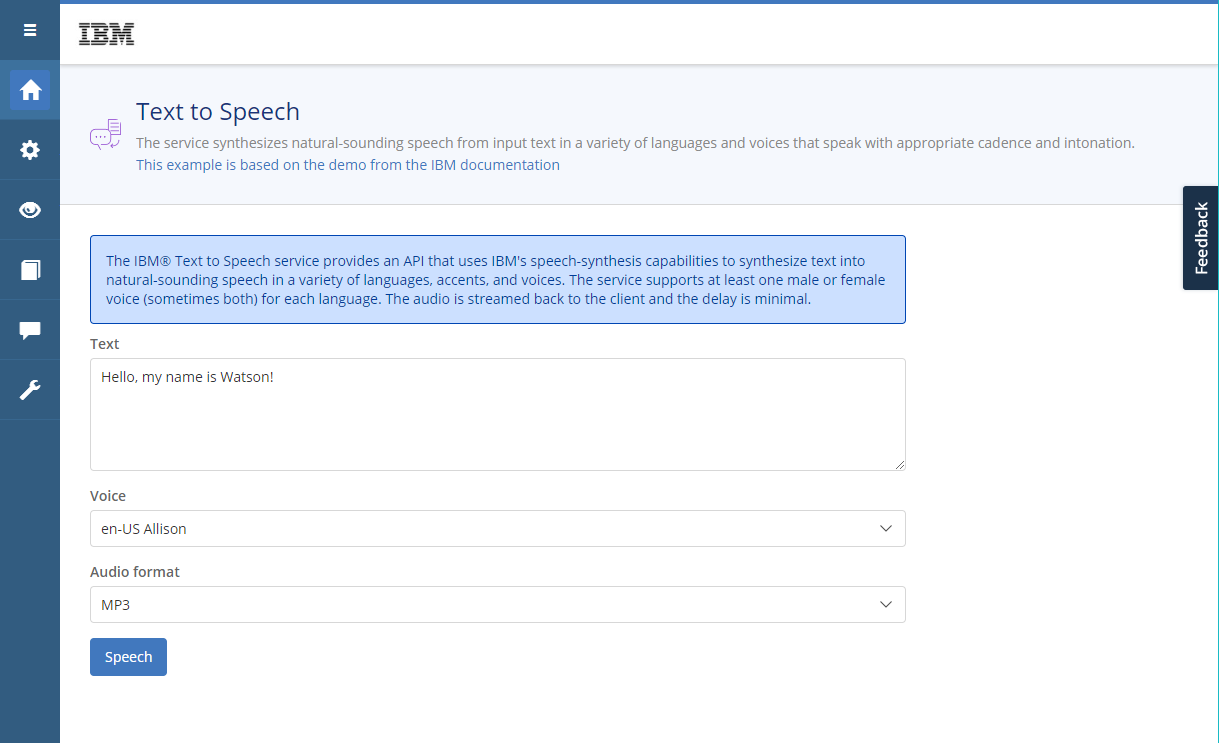 IBM
Text to Speech
The service synthesizes natural-sounding speech from input text in a variety of languages and voices that speak with appropriate cadence and intonation.
This example is based on the demo from the IBM documentation
Feedback
The IBM® Text to Speech service provides an API that uses IBM's speech-synthesis capabilities to synthesize text into
natural-sounding speech in a variety of languages, accents, and voices. The service supports at least one male or female
voice (sometimes both) for each language. The audio is streamed back to the client and the delay is minimal.
Text
Hello, my name is Watson!
Voice
en-US Allison
Audio format
MP3
Speech